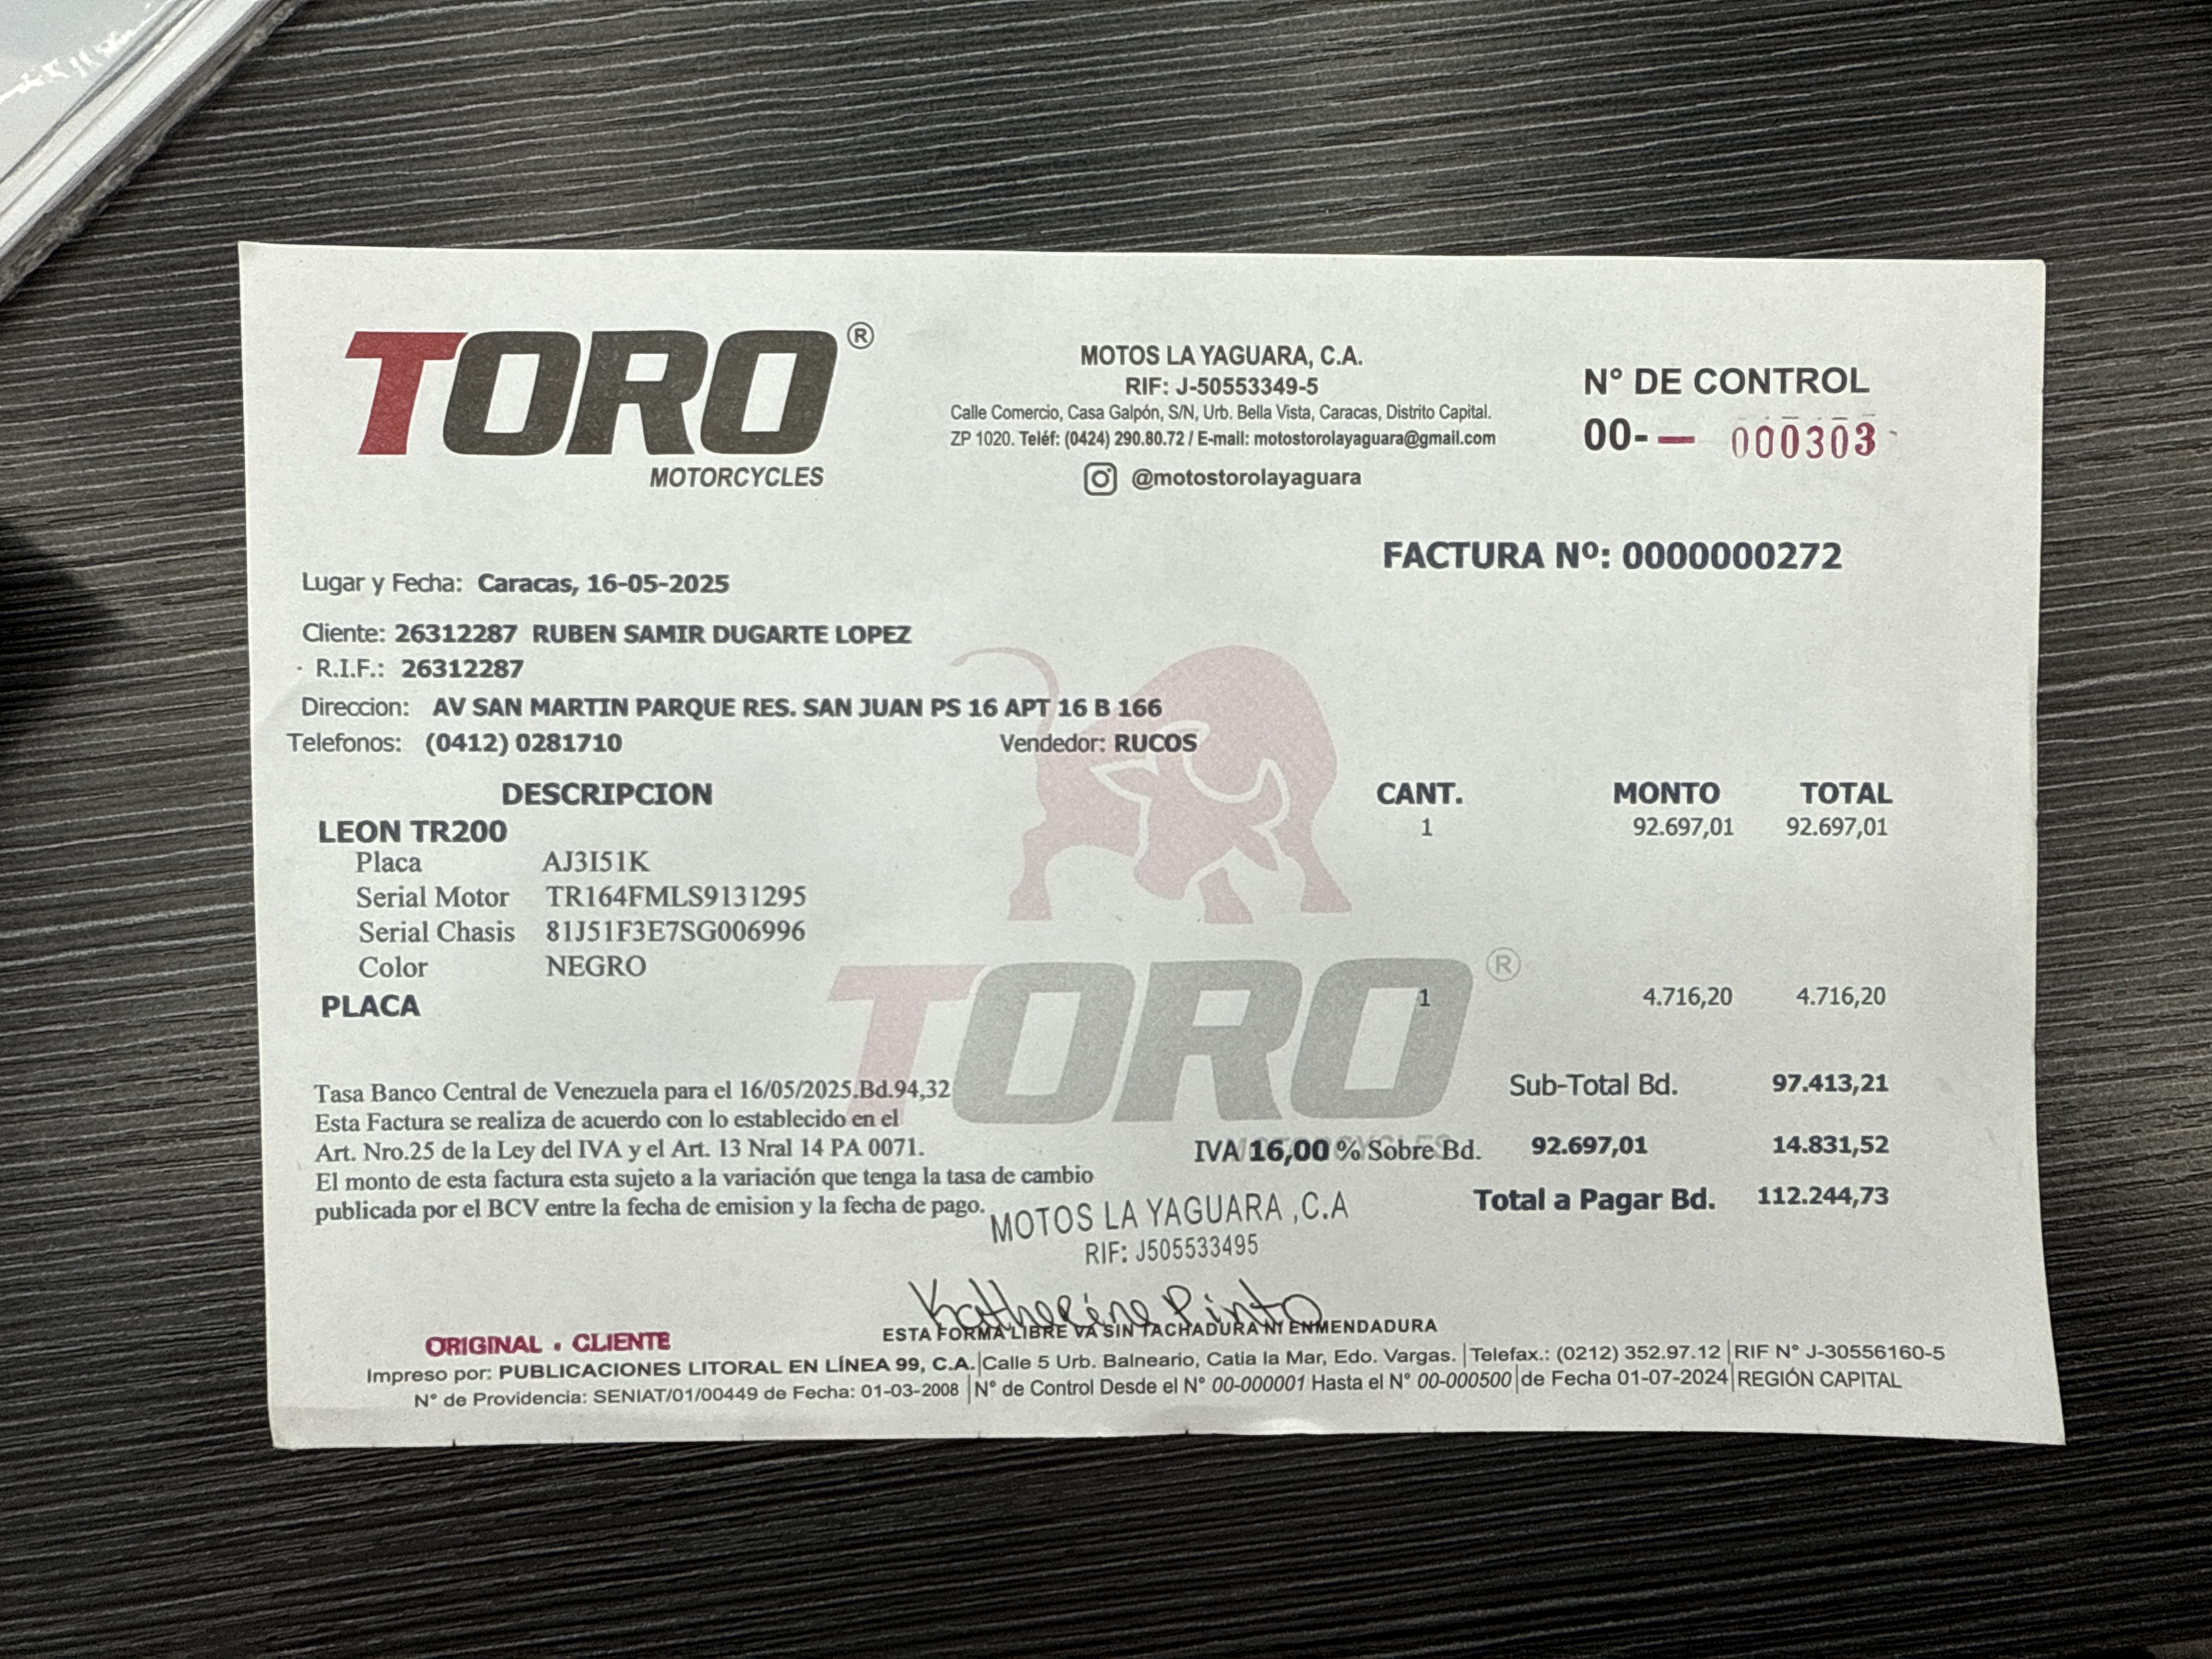 TORO®
MOTORCYCLES
MOTOS LA YAGUARA, C.A.
RIF: J-50553349-5
Calle Comercio, Casa Galpón, S/N, Urb. Bella Vista, Caracas, Distrito Capital.
ZP 1020. Teléf: (0424) 290.80.72 / E-mail: motostorolayaguara@gmail.com
@motostorolayaguara
N° DE CONTROL
00-— 000303
FACTURA Nº: 0000000272
Lugar y Fecha: Caracas, 16-05-2025
Cliente: 26312287 RUBEN SAMIR DUGARTE LOPEZ
R.I.F.: 26312287
Direccion: AV SAN MARTIN PARQUE RES. SAN JUAN PS 16 APT 16 B 166
Telefonos: (0412) 0281710 Vendedor: RUCOS
DESCRIPCION CANT. MONTO TOTAL
LEON TR200 1 92.697,01 92.697,01
Placa AJ3I51K
Serial Motor TR164FMLS9131295
Serial Chasis 81J51F3E7SG006996
Color NEGRO
PLACA 1 4.716,20 4.716,20
TORO®
MOTORCYCLES
Tasa Banco Central de Venezuela para el 16/05/2025.Bd.94,32
Esta Factura se realiza de acuerdo con lo establecido en el
Art. Nro.25 de la Ley del IVA y el Art. 13 Nral 14 PA 0071.
El monto de esta factura esta sujeto a la variación que tenga la tasa de cambio
publicada por el BCV entre la fecha de emision y la fecha de pago.
Sub-Total Bd. 97.413,21
IVA 16,00 % Sobre Bd. 92.697,01 14.831,52
Total a Pagar Bd. 112.244,73
MOTOS LA YAGUARA ,C.A
RIF: J505533495
Katherine Pinto
ESTA FORMA LIBRE VA SIN TACHADURA NI ENMENDADURA
ORIGINAL . CLIENTE
Impreso por: PUBLICACIONES LITORAL EN LÍNEA 99, C.A. | Calle 5 Urb. Balneario, Catia la Mar, Edo. Vargas. | Telefax.: (0212) 352.97.12 | RIF N° J-30556160-5
N° de Providencia: SENIAT/01/00449 de Fecha: 01-03-2008 | N° de Control Desde el N° 00-000001 Hasta el N° 00-000500 | de Fecha 01-07-2024 | REGIÓN CAPITAL